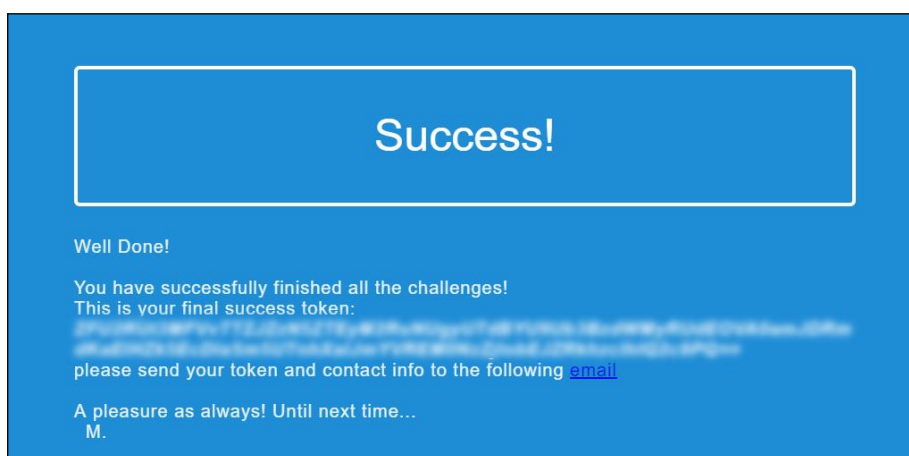 Success!
Well Done!
You have successfully finished all the challenges!
This is your final success token:
please send your token and contact info to the following email
A pleasure as always! Until next time...
M.